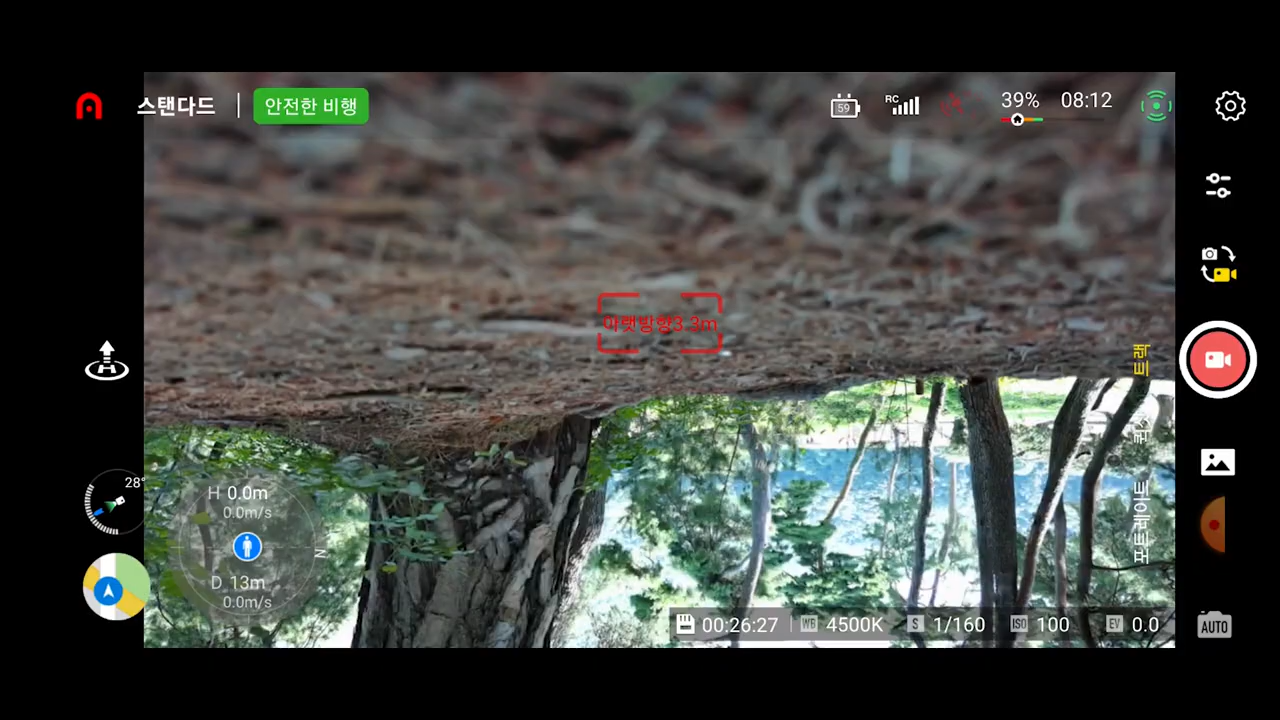 스탠다드
안전한 비행
59
RC
39%
08:12
아랫방향3.3m
트랙
포트레이트
28°
H 0.0m
0.0m/s
N
D 13m
0.0m/s
00:26:27
WB 4500K
S 1/160
ISO 100
EV 0.0
AUTO